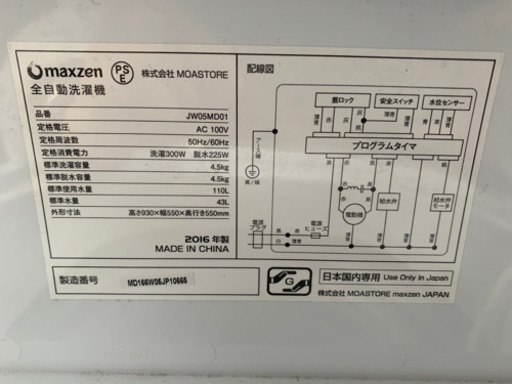 maxzen
PS
E
株式会社 MOASTORE
全自動洗濯機
品番 JW05MD01
定格電圧 AC 100V
定格周波数 50Hz/60Hz
定格消費電力 洗濯300W 脱水225W
標準洗濯容量 4.5kg
標準脱水容量 4.5kg
標準使用水量 110L
標準水量 43L
外形寸法 高さ930×幅550×奥行き550mm
2016 年製
MADE IN CHINA
製造番号 MD166W05JP10665
配線図
蓋ロック 安全スイッチ 水位センサー
プログラムタイマ
アース線
黄/緑
電動機
給水弁
給水弁
モータ
電源
プラグ
電源
ヒューズ
G
日本国内専用 Use Only in Japan
株式会社 MOASTORE maxzen JAPAN